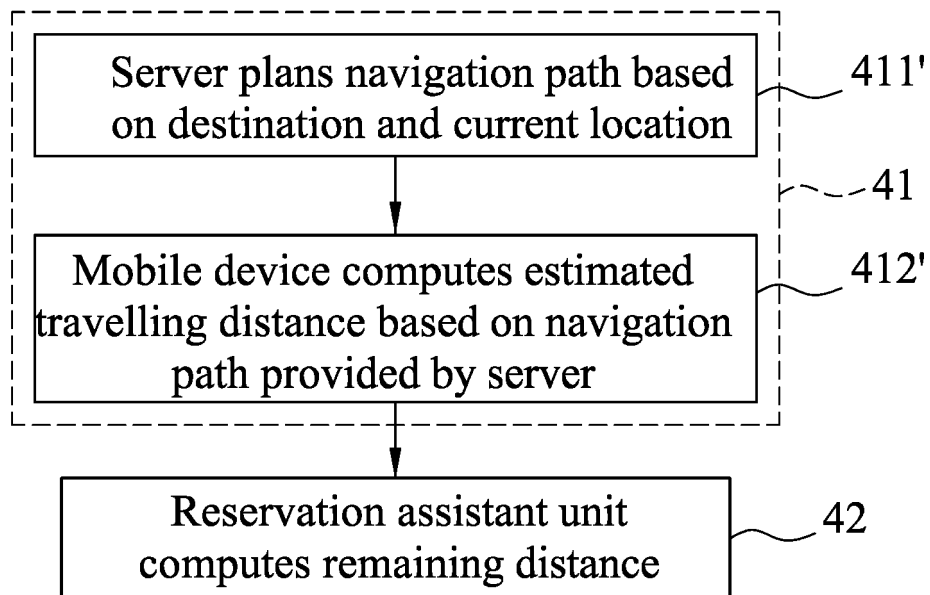 Server plans navigation path based
on destination and current location
411'
41
Mobile device computes estimated
travelling distance based on navigation
path provided by server
412'
Reservation assistant unit
computes remaining distance
42